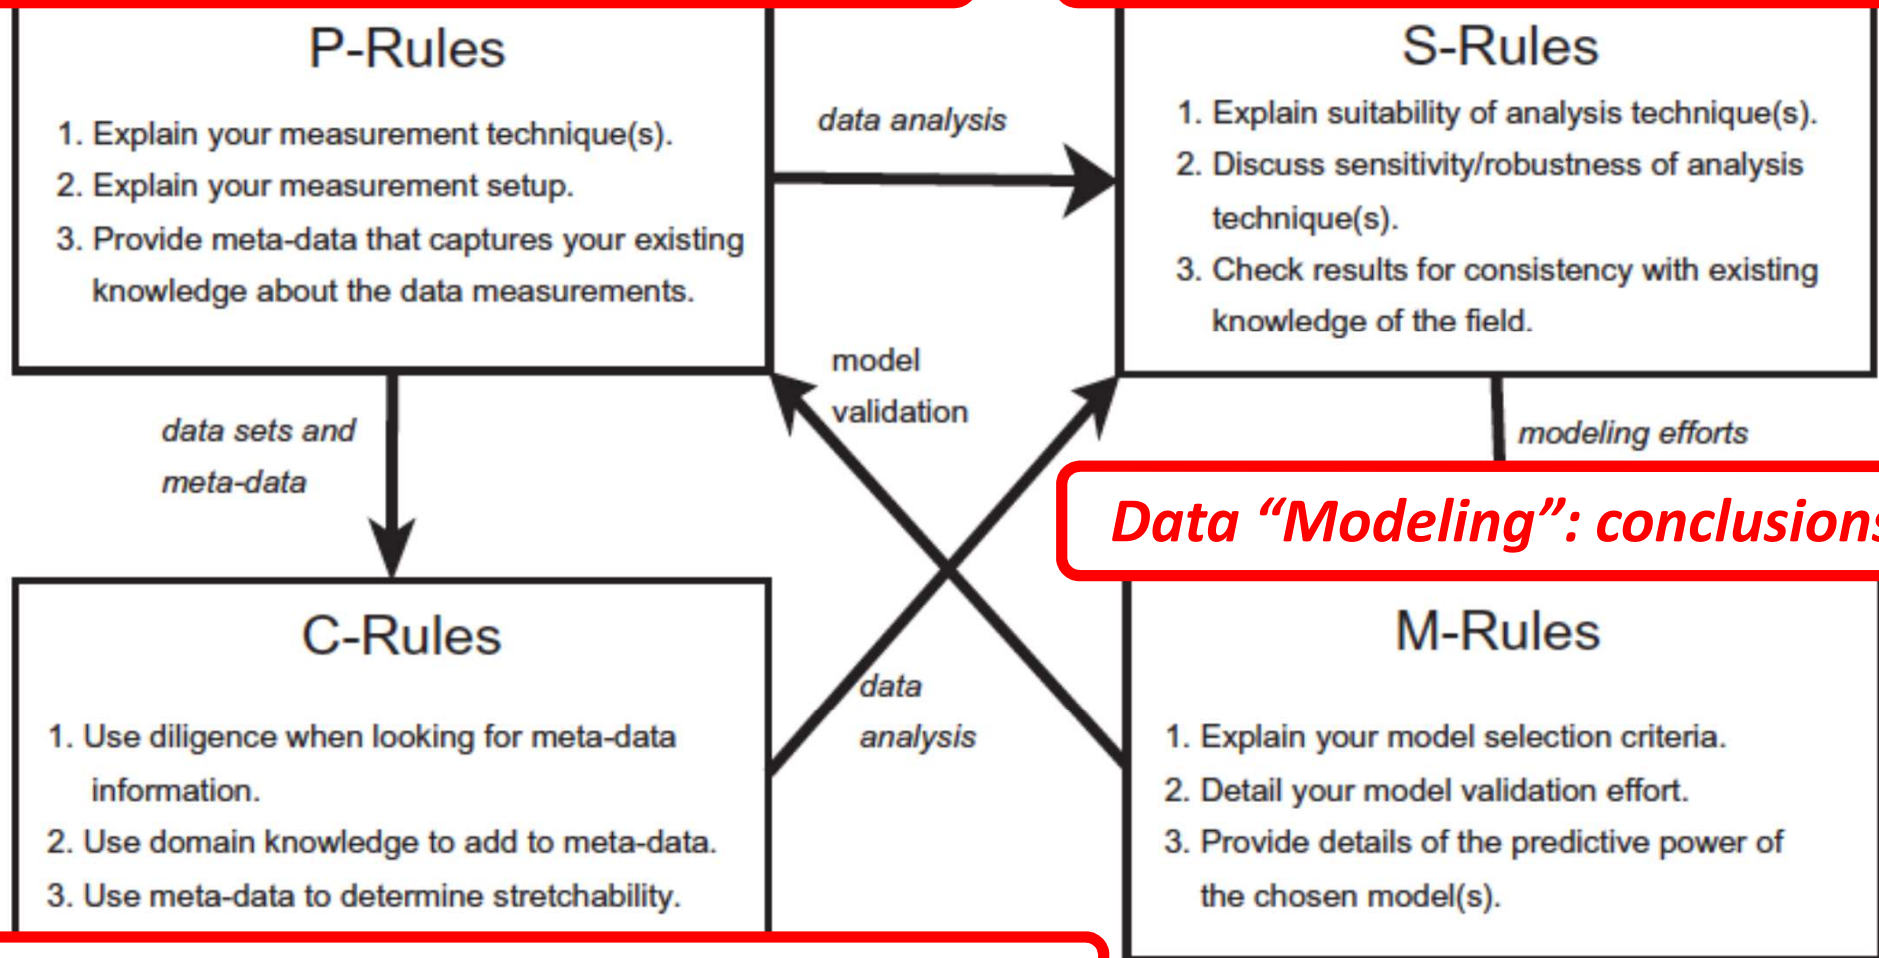 P-Rules
1. Explain your measurement technique(s).
2. Explain your measurement setup.
3. Provide meta-data that captures your existing
knowledge about the data measurements.
data analysis
S-Rules
1. Explain suitability of analysis technique(s).
2. Discuss sensitivity/robustness of analysis
technique(s).
3. Check results for consistency with existing
knowledge of the field.
model
validation
data sets and
meta-data
modeling efforts
Data “Modeling”: conclusions
C-Rules
1. Use diligence when looking for meta-data
information.
2. Use domain knowledge to add to meta-data.
3. Use meta-data to determine stretchability.
data
analysis
M-Rules
1. Explain your model selection criteria.
2. Detail your model validation effort.
3. Provide details of the predictive power of
the chosen model(s).